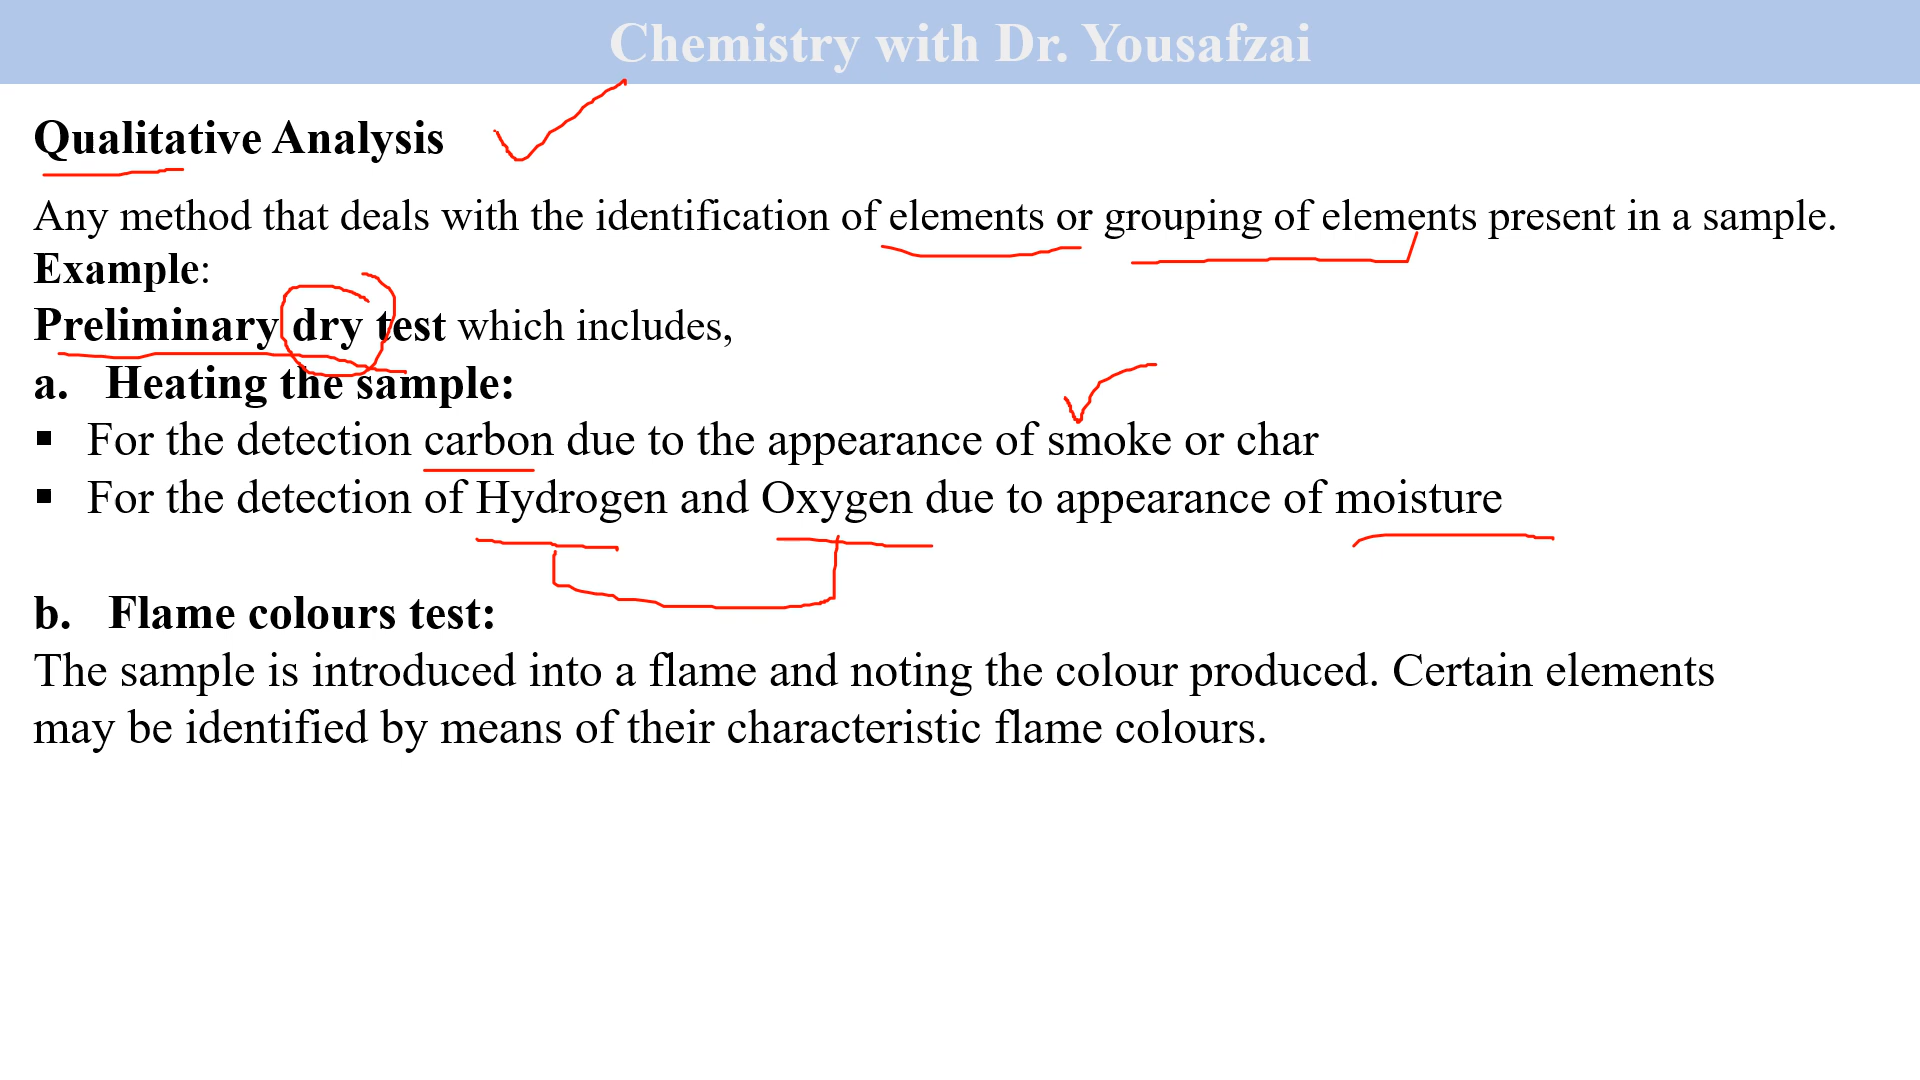 Chemistry with Dr. Yousafzai
Qualitative Analysis
Any method that deals with the identification of elements or grouping of elements present in a sample.
Example:
Preliminary dry test which includes,
a. Heating the sample:
▪ For the detection carbon due to the appearance of smoke or char
▪ For the detection of Hydrogen and Oxygen due to appearance of moisture
b. Flame colours test:
The sample is introduced into a flame and noting the colour produced. Certain elements
may be identified by means of their characteristic flame colours.